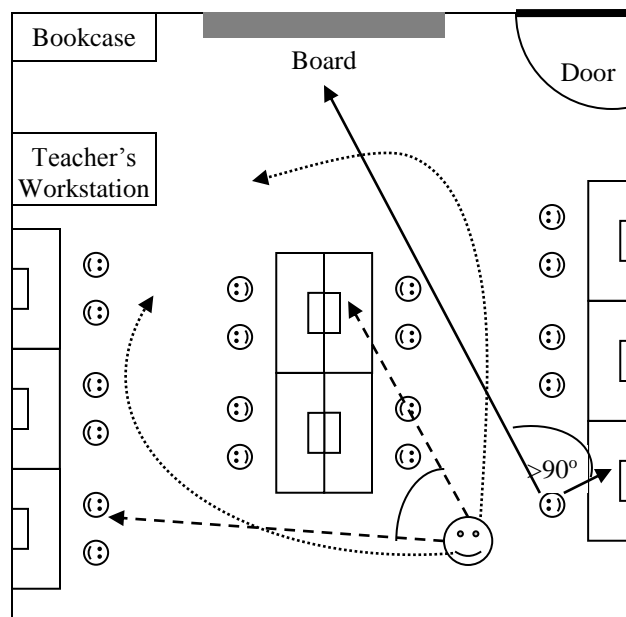 Bookcase
Board
Door
Teacher’s
Workstation
>90º